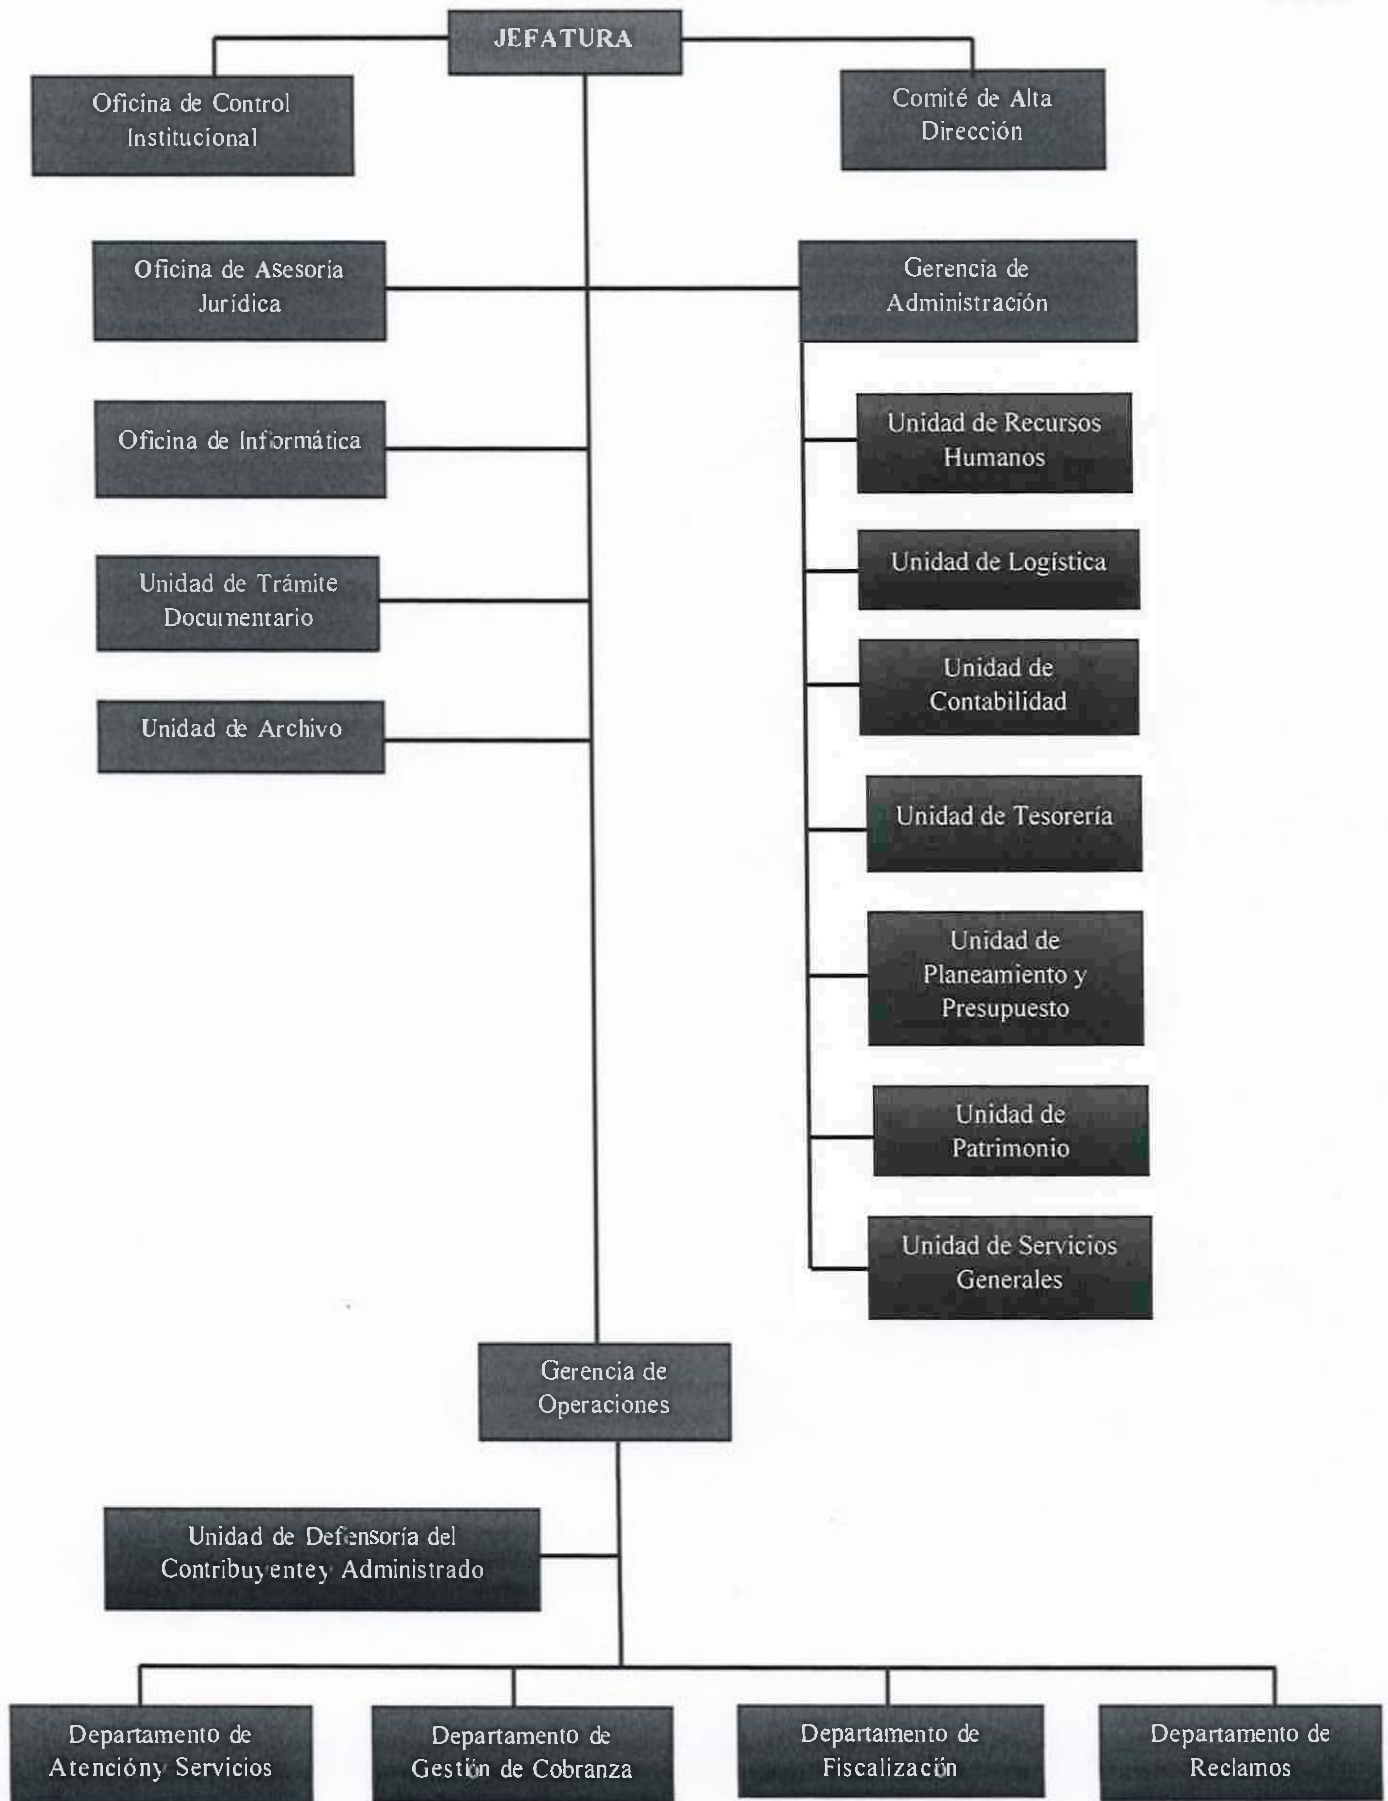 JEFATURA
Oficina de Control
Institucional
Comité de Alta
Dirección
Oficina de Asesoría
Jurídica
Gerencia de
Administración
Oficina de Informática
Unidad de Trámite
Documentario
Unidad de Archivo
Unidad de Recursos
Humanos
Unidad de Logística
Unidad de
Contabilidad
Unidad de Tesorería
Unidad de
Planeamiento y
Presupuesto
Unidad de
Patrimonio
Unidad de Servicios
Generales
Gerencia de
Operaciones
Unidad de Defensoría del
Contribuyentey Administrado
Departamento de
Atencióny Servicios
Departamento de
Gestión de Cobranza
Departamento de
Fiscalización
Departamento de
Reclamos